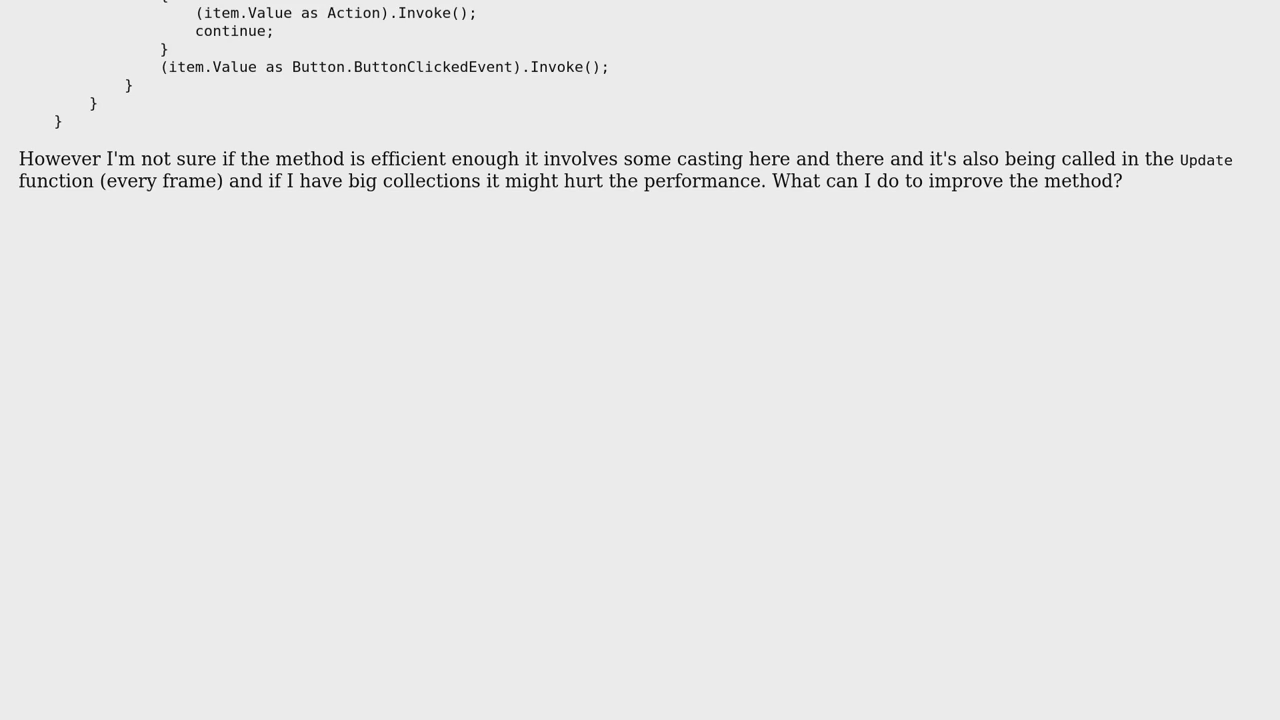 (item.Value as Action).Invoke();
continue;
}
(item.Value as Button.ButtonClickedEvent).Invoke();
}
}
}
However I'm not sure if the method is efficient enough it involves some casting here and there and it's also being called in the Update
function (every frame) and if I have big collections it might hurt the performance. What can I do to improve the method?